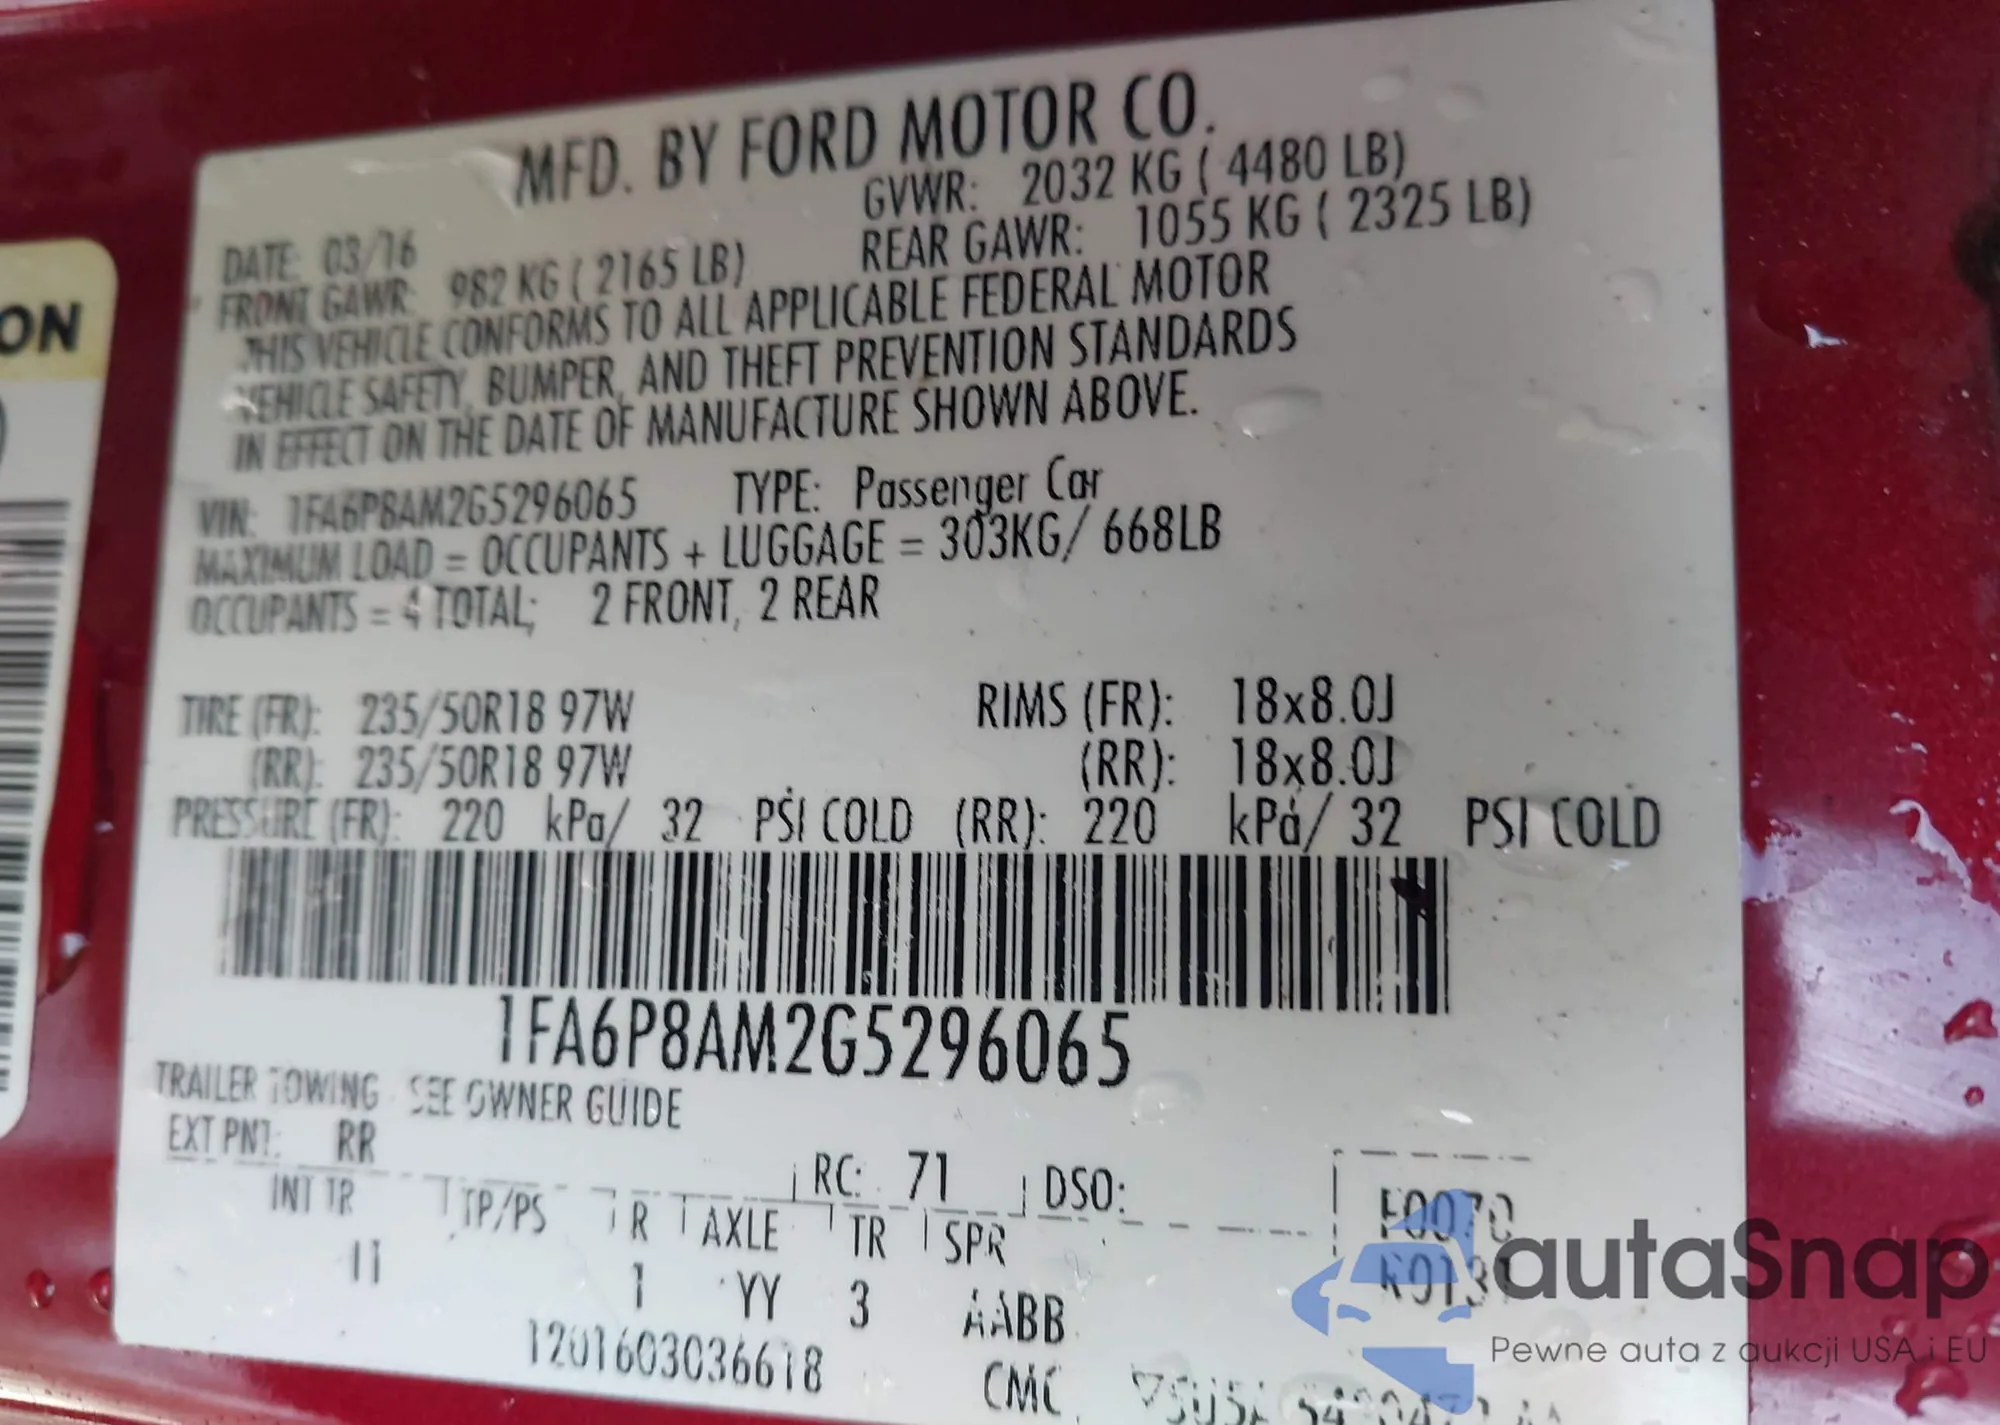 MFD. BY FORD MOTOR CO.
DATE: 03/16 GVWR: 2032 KG ( 4480 LB)
FRONT GAWR: 982 KG ( 2165 LB) REAR GAWR: 1055 KG ( 2325 LB)
THIS VEHICLE CONFORMS TO ALL APPLICABLE FEDERAL MOTOR
VEHICLE SAFETY, BUMPER, AND THEFT PREVENTION STANDARDS
IN EFFECT ON THE DATE OF MANUFACTURE SHOWN ABOVE.
VIN: 1FA6P8AM2G5296065 TYPE: Passenger Car
MAXIMUM LOAD = OCCUPANTS + LUGGAGE = 303KG/ 668LB
OCCUPANTS = 4 TOTAL; 2 FRONT, 2 REAR
TIRE (FR): 235/50R18 97W RIMS (FR): 18x8.0J
(RR): 235/50R18 97W (RR): 18x8.0J
PRESSURE (FR): 220 kPa/ 32 PSI COLD (RR): 220 kPa/ 32 PSI COLD
1FA6P8AM2G5296065
TRAILER TOWING - SEE OWNER GUIDE
EXT PNT: RR RC: 71 DSO:
INT TR TP/PS R AXLE TR SPR
II 1 YY 3 AABB
1201603036618 CMC
ON
autaSnap
Pewne auta z aukcji USA i EU